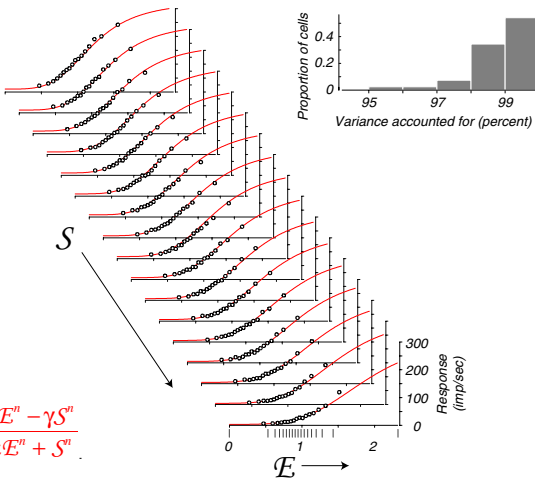 Proportion of cells
0.4
0.2
0
95 97 99
Variance accounted for (percent)
S
300
200
100
0
Response
(imp/sec)
0 1 2
E
E^n − γS^n
E^n + S^n